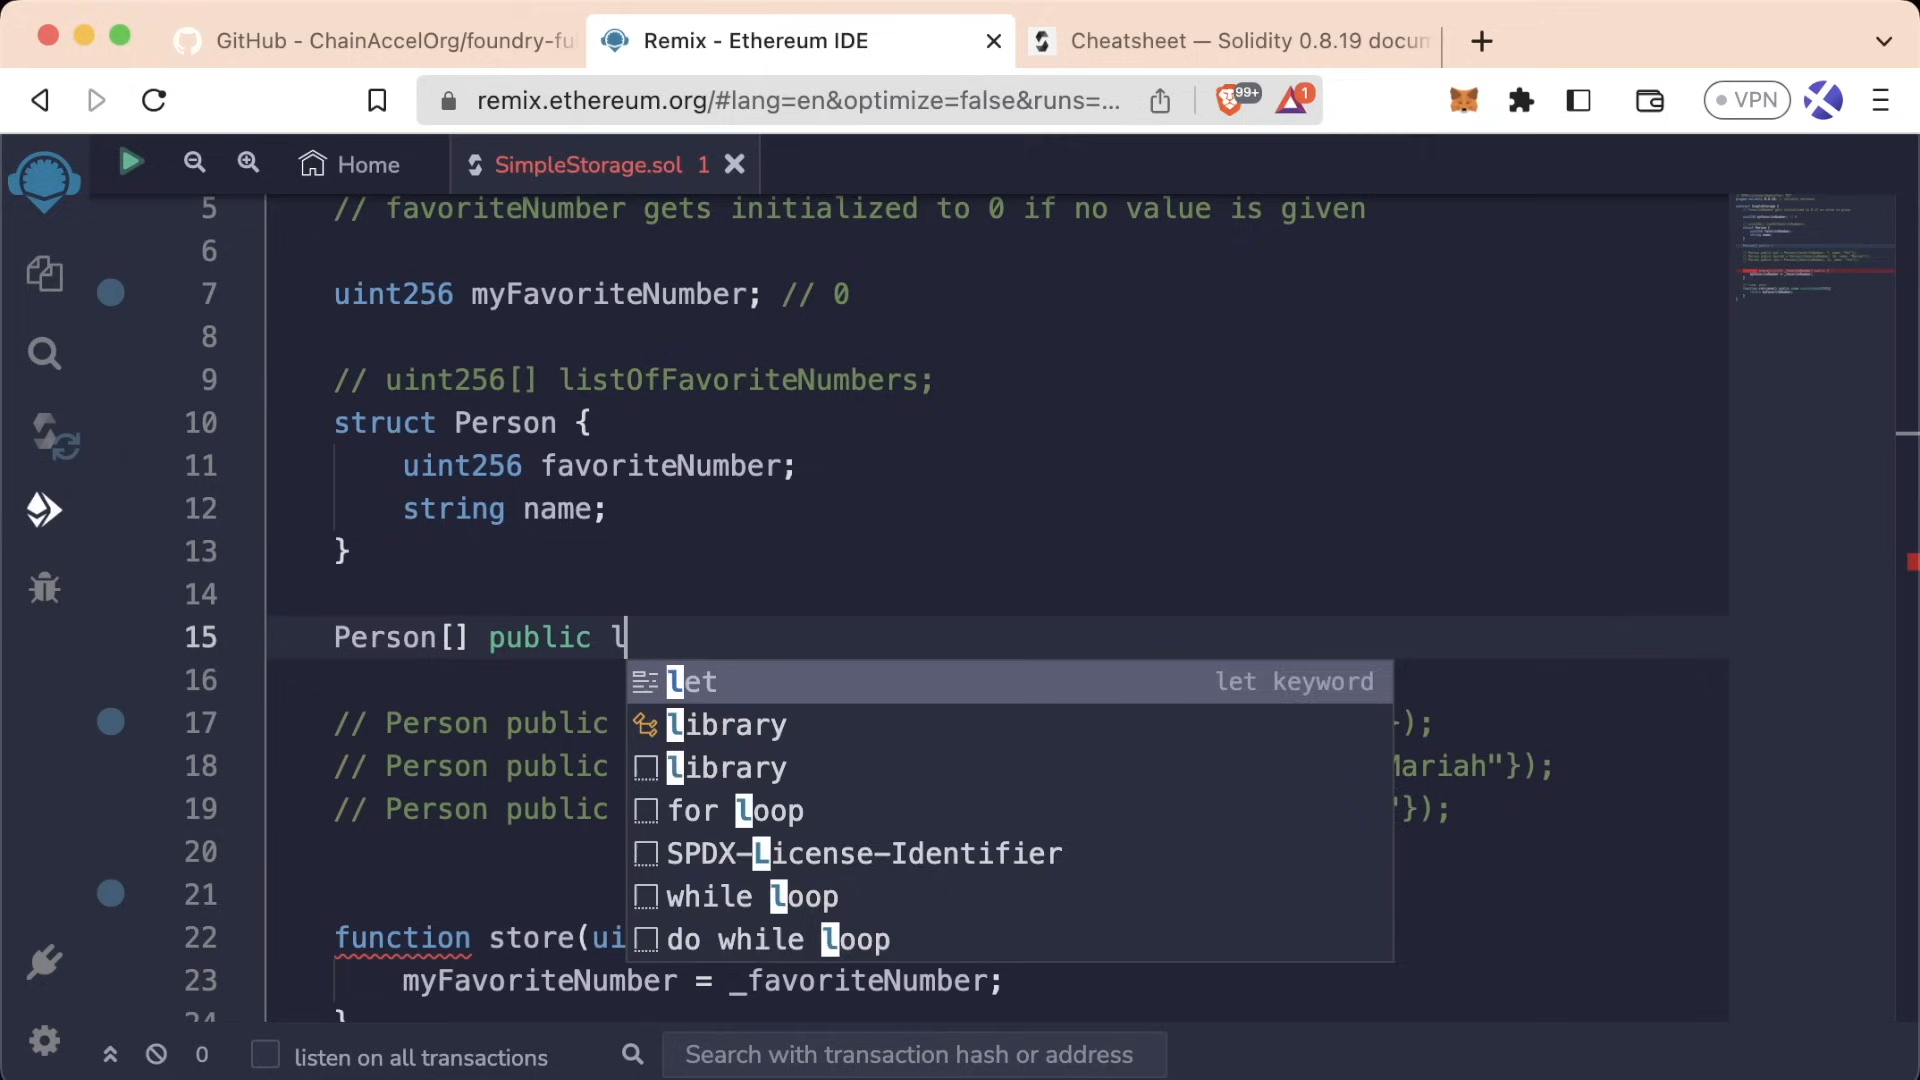 GitHub - ChainAccelOrg/foundry-fu
Remix - Ethereum IDE
Cheatsheet — Solidity 0.8.19 docum
remix.ethereum.org/#lang=en&optimize=false&runs=...
99+
1
VPN
Home
SimpleStorage.sol 1
5 // favoriteNumber gets initialized to 0 if no value is given
6
7 uint256 myFavoriteNumber; // 0
8
9 // uint256[] listOfFavoriteNumbers;
10 struct Person {
11 uint256 favoriteNumber;
12 string name;
13 }
14
15 Person[] public l
let let keyword
16
library
17 // Person public );
library
18 // Person public Mariah"});
for loop
19 // Person public "});
SPDX-License-Identifier
20
while loop
21
do while loop
22 function store(ui
23 myFavoriteNumber = _favoriteNumber;
24 }
0
listen on all transactions
Search with transaction hash or address